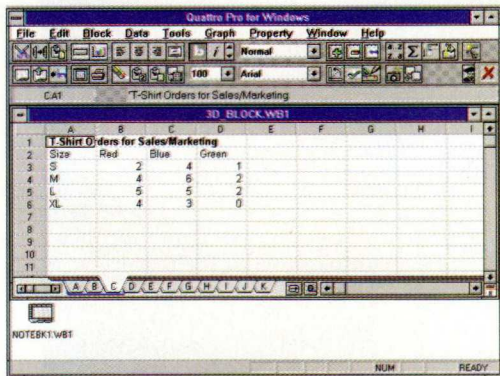 Quattro Pro for Windows
File Edit Block Data Tools Graph Property Window Help
b i Normal Σ
100 Arial
C:A1 'T-Shirt Orders for Sales/Marketing
3D_BLOCK.WB1
A B C D E F G H I
1 T-Shirt Orders for Sales/Marketing
2 Size Red Blue Green
3 S 2 4 1
4 M 4 6 2
5 L 5 5 2
6 XL 4 3 0
7
8
9
10
11
A B C D E F G H I J K
NOTEBK1.WB1
NUM READY